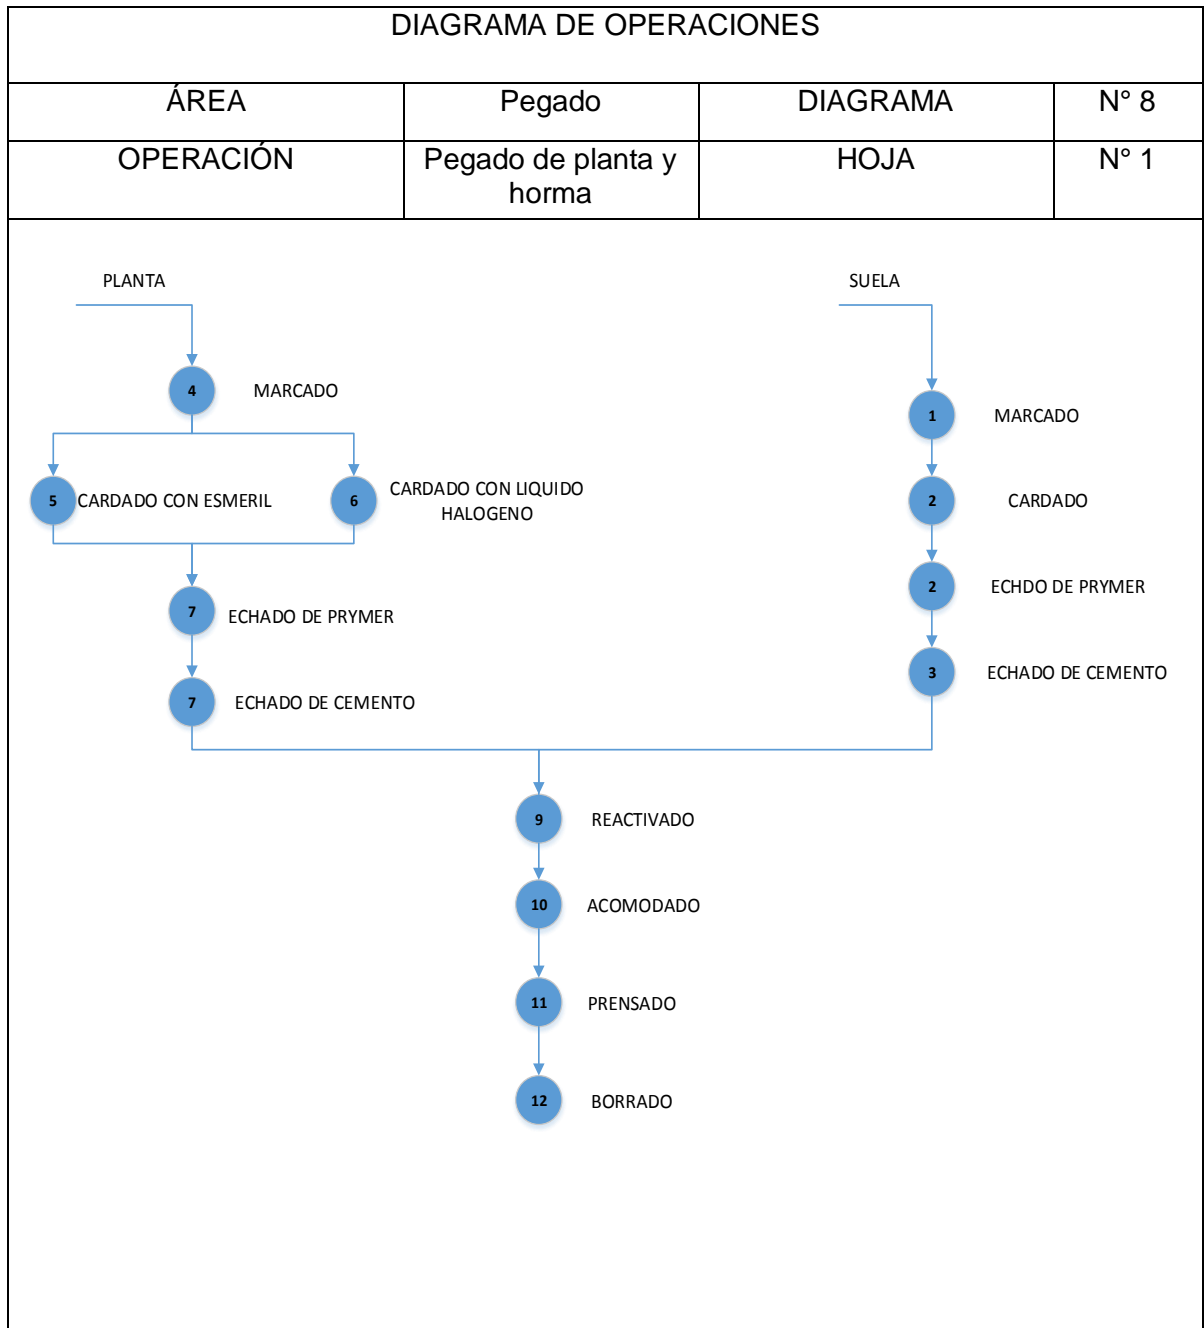 DIAGRAMA DE OPERACIONES
ÁREA
Pegado
DIAGRAMA
N° 8
OPERACIÓN
Pegado de planta y
horma
HOJA
N° 1
PLANTA
4
MARCADO
5
CARDADO CON ESMERIL
6
CARDADO CON LIQUIDO
HALOGENO
7
ECHADO DE PRYMER
7
ECHADO DE CEMENTO
SUELA
1
MARCADO
2
CARDADO
2
ECHDO DE PRYMER
3
ECHADO DE CEMENTO
9
REACTIVADO
10
ACOMODADO
11
PRENSADO
12
BORRADO